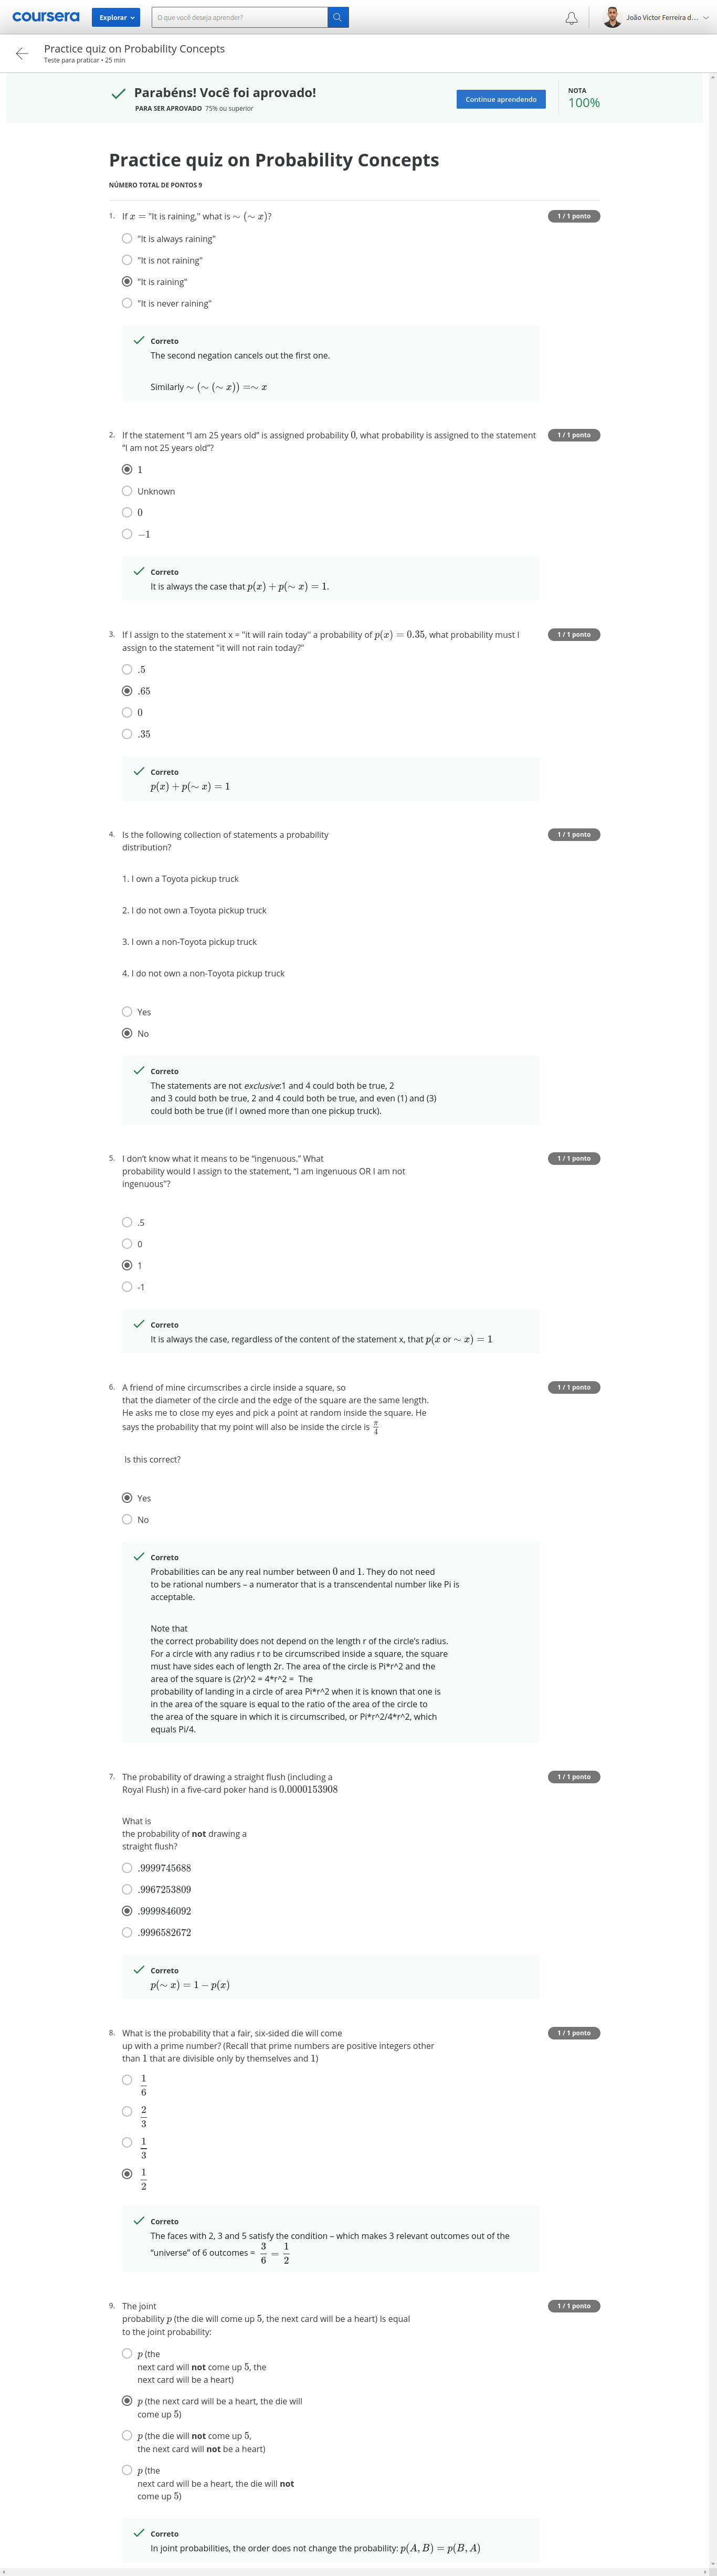 coursera
Explorar
O que você deseja aprender?
João Victor Ferreira d...
Practice quiz on Probability Concepts
Teste para praticar • 25 min
Parabéns! Você foi aprovado!
PARA SER APROVADO 75% ou superior
Continue aprendendo
NOTA
100%
Practice quiz on Probability Concepts
NÚMERO TOTAL DE PONTOS 9
1. If x = "It is raining," what is ∼ (∼ x)?
1 / 1 ponto
"It is always raining"
"It is not raining"
"It is raining"
"It is never raining"
Correto
The second negation cancels out the first one.
Similarly ∼ (∼ (∼ x)) =∼ x
2. If the statement “I am 25 years old” is assigned probability 0, what probability is assigned to the statement
“I am not 25 years old”?
1 / 1 ponto
1
Unknown
0
−1
Correto
It is always the case that p(x) + p(∼ x) = 1.
3. If I assign to the statement x = "it will rain today" a probability of p(x) = 0.35, what probability must I
assign to the statement "it will not rain today?"
1 / 1 ponto
.5
.65
0
.35
Correto
p(x) + p(∼ x) = 1
4. Is the following collection of statements a probability
distribution?
1 / 1 ponto
1. I own a Toyota pickup truck
2. I do not own a Toyota pickup truck
3. I own a non-Toyota pickup truck
4. I do not own a non-Toyota pickup truck
Yes
No
Correto
The statements are not exclusive:1 and 4 could both be true, 2
and 3 could both be true, 2 and 4 could both be true, and even (1) and (3)
could both be true (if I owned more than one pickup truck).
5. I don’t know what it means to be “ingenuous.” What
probability would I assign to the statement, “I am ingenuous OR I am not
ingenuous"?
1 / 1 ponto
.5
0
1
-1
Correto
It is always the case, regardless of the content of the statement x, that p(x or ∼ x) = 1
6. A friend of mine circumscribes a circle inside a square, so
that the diameter of the circle and the edge of the square are the same length.
He asks me to close my eyes and pick a point at random inside the square. He
says the probability that my point will also be inside the circle is π/4
1 / 1 ponto
Is this correct?
Yes
No
Correto
Probabilities can be any real number between 0 and 1. They do not need
to be rational numbers – a numerator that is a transcendental number like Pi is
acceptable.
Note that
the correct probability does not depend on the length r of the circle’s radius.
For a circle with any radius r to be circumscribed inside a square, the square
must have sides each of length 2r. The area of the circle is Pi*r^2 and the
area of the square is (2r)^2 = 4*r^2 = The
probability of landing in a circle of area Pi*r^2 when it is known that one is
in the area of the square is equal to the ratio of the area of the circle to
the area of the square in which it is circumscribed, or Pi*r^2/4*r^2, which
equals Pi/4.
7. The probability of drawing a straight flush (including a
Royal Flush) in a five-card poker hand is 0.0000153908
1 / 1 ponto
What is
the probability of not drawing a
straight flush?
.9999745688
.9967253809
.9999846092
.9996582672
Correto
p(∼ x) = 1 − p(x)
8. What is the probability that a fair, six-sided die will come
up with a prime number? (Recall that prime numbers are positive integers other
than 1 that are divisible only by themselves and 1)
1 / 1 ponto
1/6
2/3
1/3
1/2
Correto
The faces with 2, 3 and 5 satisfy the condition – which makes 3 relevant outcomes out of the
“universe” of 6 outcomes = 3/6 = 1/2
9. The joint
probability p (the die will come up 5, the next card will be a heart) Is equal
to the joint probability:
1 / 1 ponto
p (the
next card will not come up 5, the
next card will be a heart)
p (the next card will be a heart, the die will
come up 5)
p (the die will not come up 5,
the next card will not be a heart)
p (the
next card will be a heart, the die will not
come up 5)
Correto
In joint probabilities, the order does not change the probability: p(A, B) = p(B, A)